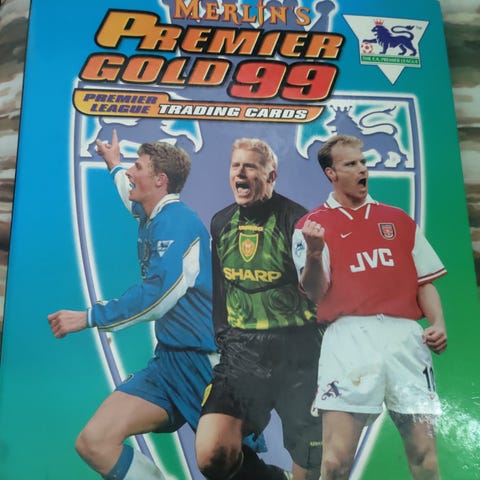 MERLIN'S
PREMIER
GOLD 99
PREMIER
LEAGUE
TRADING CARDS
THE F.A. PREMIER LEAGUE
SHARP
JVC